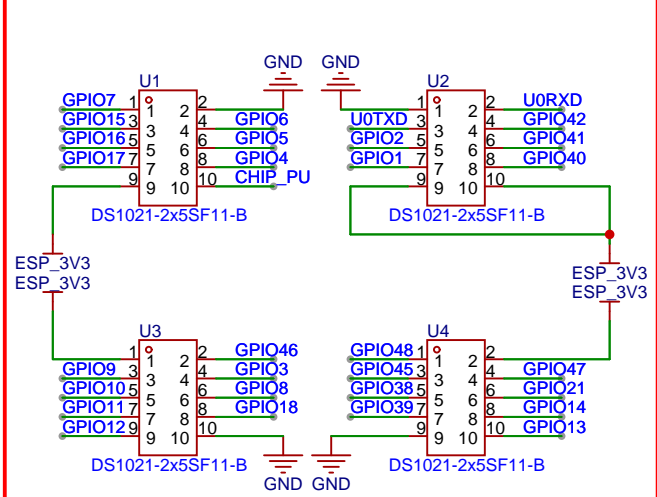 GND GND
U1 U2
GPIO7 1 1 2 2 1 1 2 2 U0RXD
GPIO15 3 3 4 4 GPIO6 U0TXD 3 3 4 4 GPIO42
GPIO16 5 5 6 6 GPIO5 GPIO2 5 5 6 6 GPIO41
GPIO17 7 7 8 8 GPIO4 GPIO1 7 7 8 8 GPIO40
9 9 10 10 CHIP_PU 9 9 10 10
DS1021-2x5SF11-B DS1021-2x5SF11-B
ESP_3V3 ESP_3V3
ESP_3V3 ESP_3V3
U3 U4
1 1 2 2 GPIO46 GPIO48 1 1 2 2
GPIO9 3 3 4 4 GPIO3 GPIO45 3 3 4 4 GPIO47
GPIO10 5 5 6 6 GPIO8 GPIO38 5 5 6 6 GPIO21
GPIO11 7 7 8 8 GPIO18 GPIO39 7 7 8 8 GPIO14
GPIO12 9 9 10 10 9 9 10 10 GPIO13
DS1021-2x5SF11-B DS1021-2x5SF11-B
GND GND